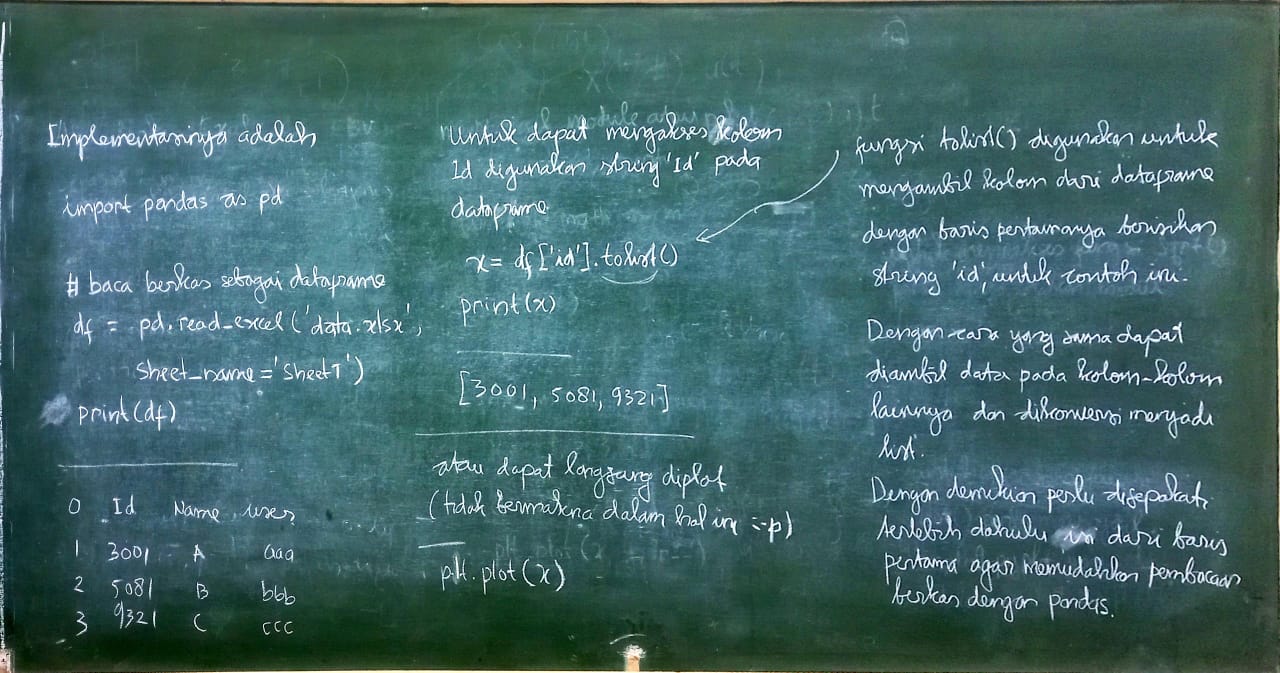 Implementasinya adalah
import pandas as pd
# baca berkas sebagai dataframe
df = pd.read_excel('data.xlsx',
sheet_name='sheet1')
print(df)
0 Id Name user
1 3001 A aaa
2 5081 B bbb
3 9321 C ccc
Untuk dapat mengakses kolom
Id digunakan string 'Id' pada
dataframe
x = df['id'].tolist()
print(x)
[3001, 5081, 9321]
atau dapat langsung diplot
(tidak bermakna dalam hal ini :-p)
plt.plot(x)
fungsi tolist() digunakan untuk
mengambil kolom dari dataframe
dengan baris pertamanya berisikan
string 'id', untuk contoh ini.
Dengan cara yang sama dapat
diambil data pada kolom-kolom
lainnya dan dikonversi menjadi
list.
Dengan demikian perlu disepakati
terlebih dahulu isi dari baris
pertama agar memudahkan pembacaan
berkas dengan pandas.